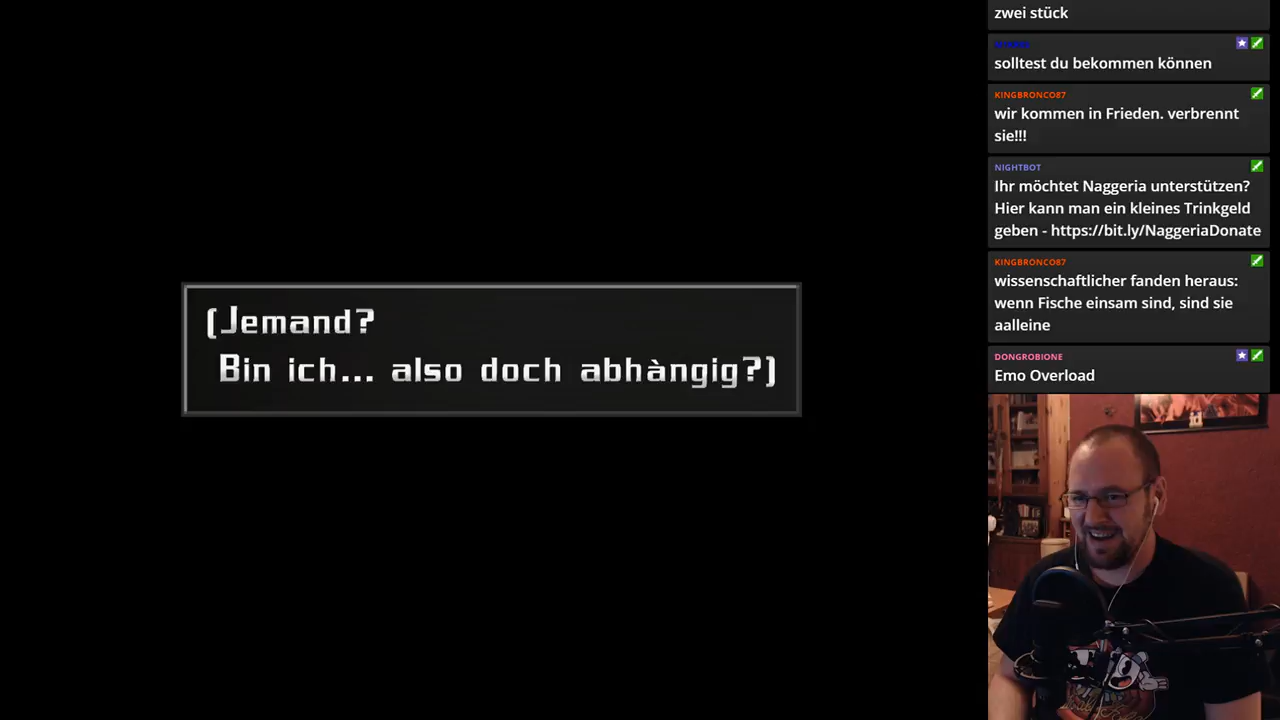 (Jemand?
Bin ich... also doch abhàngig?)
zwei stück
solltest du bekommen können
KINGBRONCO87
wir kommen in Frieden. verbrennt
sie!!!
NIGHTBOT
Ihr möchtet Naggeria unterstützen?
Hier kann man ein kleines Trinkgeld
geben - https://bit.ly/NaggeriaDonate
KINGBRONCO87
wissenschaftlicher fanden heraus:
wenn Fische einsam sind, sind sie
aalleine
DONGROBIONE
Emo Overload